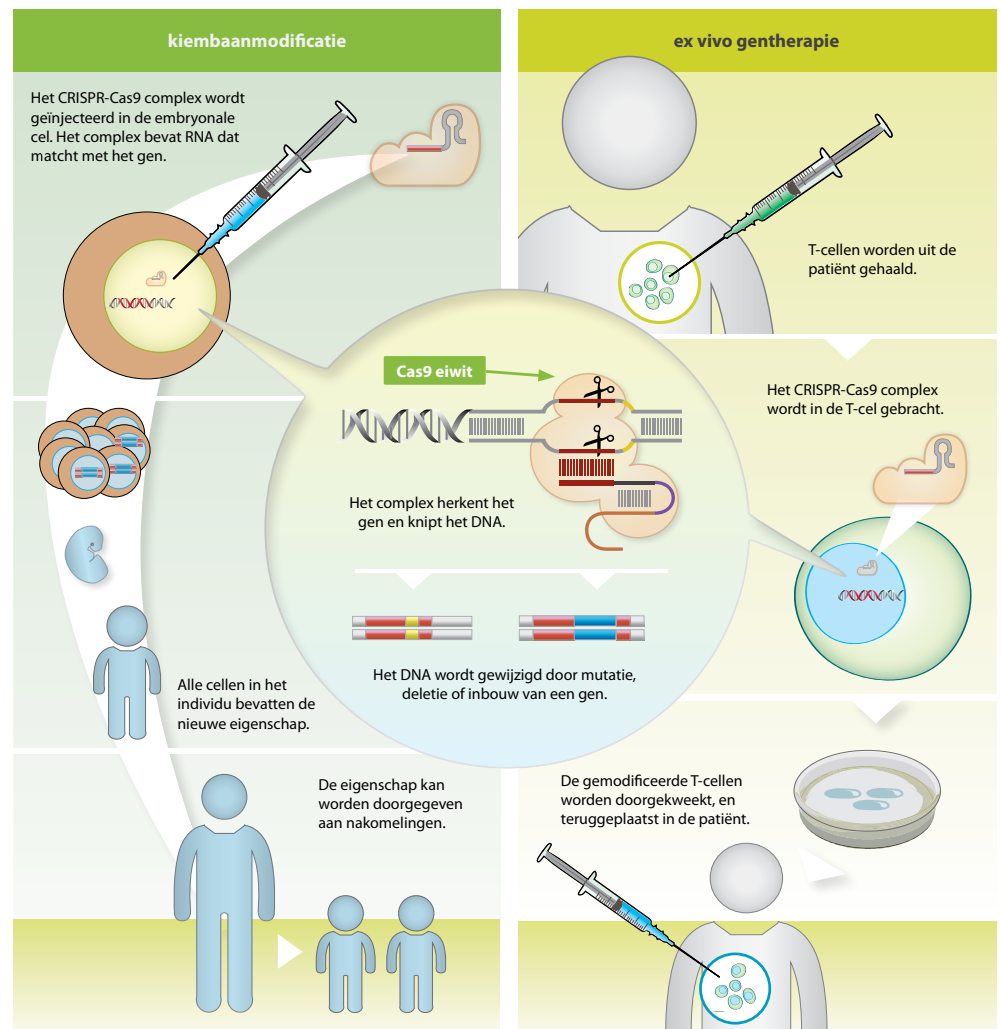 kiembaanmodificatie
Het CRISPR-Cas9 complex wordt
geïnjecteerd in de embryonale
cel. Het complex bevat RNA dat
matcht met het gen.
Alle cellen in het
individu bevatten de
nieuwe eigenschap.
De eigenschap kan
worden doorgegeven
aan nakomelingen.
Cas9 eiwit
Het complex herkent het
gen en knipt het DNA.
Het DNA wordt gewijzigd door mutatie,
deletie of inbouw van een gen.
ex vivo gentherapie
T-cellen worden uit de
patiënt gehaald.
Het CRISPR-Cas9 complex
wordt in de T-cel gebracht.
De gemodificeerde T-cellen
worden doorgekweekt, en
teruggeplaatst in de patiënt.